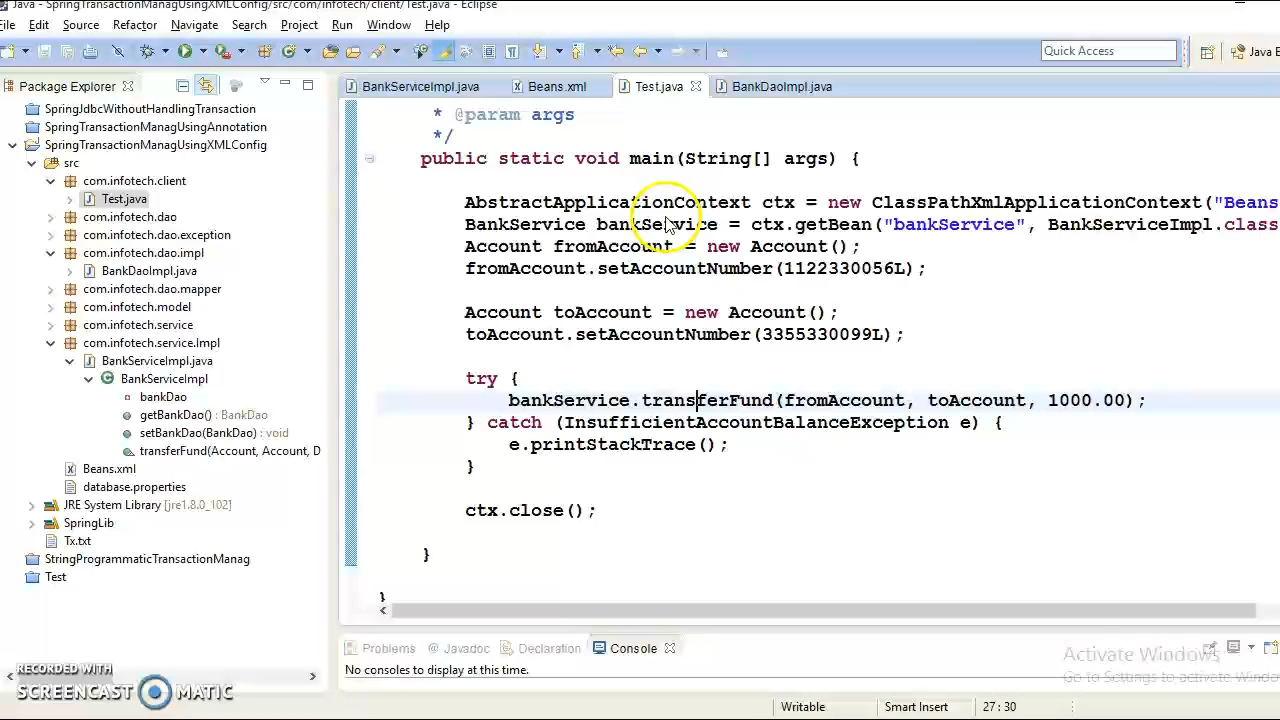 Java - SpringTransactionManagUsingXMLConfig/src/com/infotech/client/Test.java - Eclipse
File Edit Source Refactor Navigate Search Project Run Window Help
Quick Access
Java E
Package Explorer
BankServiceImpl.java
Beans.xml
Test.java
BankDaoImpl.java
SpringJdbcWithoutHandlingTransaction
SpringTransactionManagUsingAnnotation
SpringTransactionManagUsingXMLConfig
src
com.infotech.client
Test.java
com.infotech.dao
com.infotech.dao.exception
com.infotech.dao.impl
BankDaoImpl.java
com.infotech.dao.mapper
com.infotech.model
com.infotech.service
com.infotech.service.Impl
BankServiceImpl.java
BankServiceImpl
bankDao
getBankDao() : BankDao
setBankDao(BankDao) : void
transferFund(Account, Account, D
Beans.xml
database.properties
JRE System Library [jre1.8.0_102]
SpringLib
Tx.txt
StringProgrammaticTransactionManag
Test
* @param args
*/
public static void main(String[] args) {
AbstractApplicationContext ctx = new ClassPathXmlApplicationContext("Beans
BankService bankService = ctx.getBean("bankService", BankServiceImpl.class
Account fromAccount = new Account();
fromAccount.setAccountNumber(1122330056L);
Account toAccount = new Account();
toAccount.setAccountNumber(3355330099L);
try {
bankService.transferFund(fromAccount, toAccount, 1000.00);
} catch (InsufficientAccountBalanceException e) {
e.printStackTrace();
}
ctx.close();
}
}
Problems @ Javadoc Declaration Console
No consoles to display at this time.
Activate Windows
Go to Settings to activate Window
RECORDED WITH
SCREENCAST MATIC
Writable
Smart Insert
27 : 30